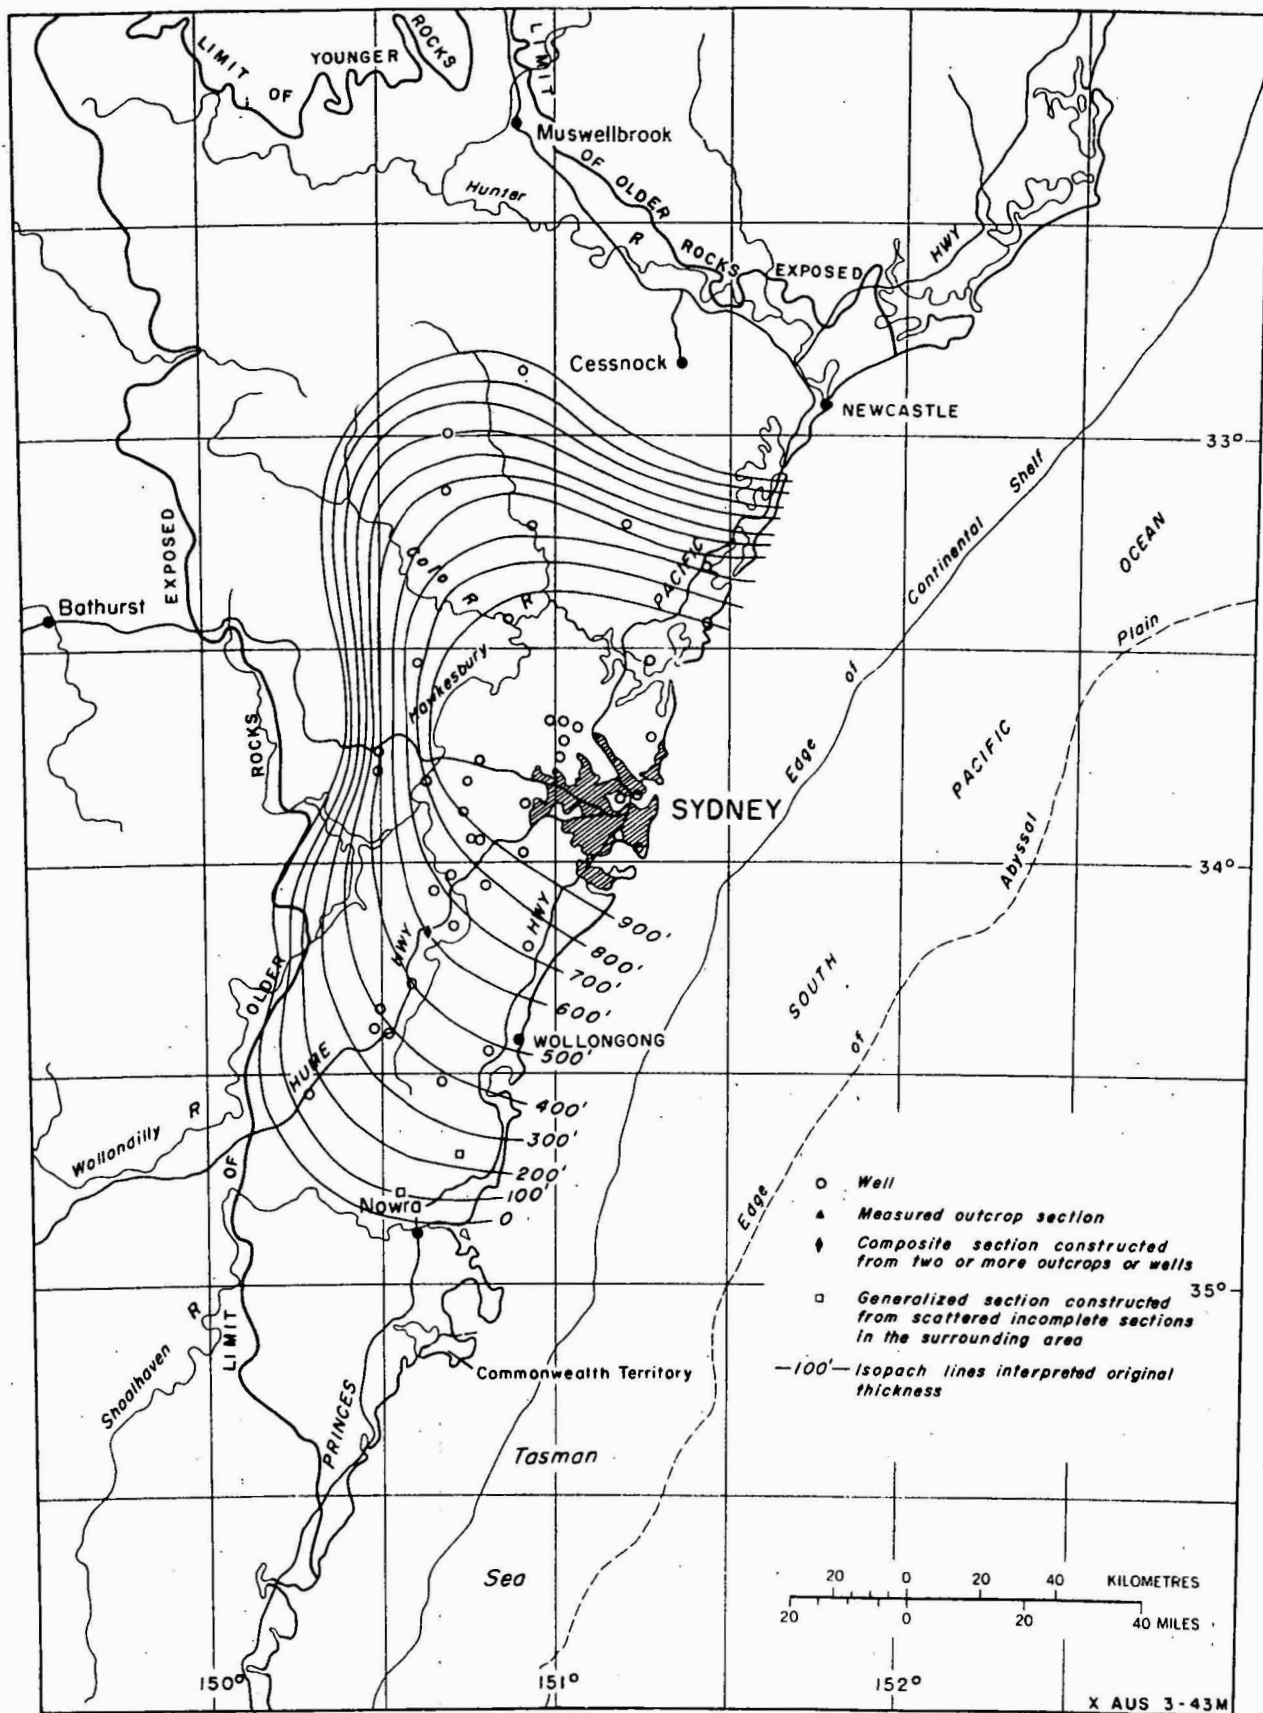 LIMIT OF YOUNGER ROCKS
LIMIT OF OLDER ROCKS EXPOSED
Muswellbrook
Hunter R
HWY
Cessnock
NEWCASTLE
33°
Edge of Continental Shelf
OCEAN
EXPOSED
Colo R
R
PACIFIC
Bathurst
Plain
Hawkesbury
ROCKS
PACIFIC
SYDNEY
34°
Abyssal
HWY
HWY
900'
800'
700'
600'
SOUTH
OLDER
of
WOLLONGONG
500'
HUME
400'
300'
Wollondilly R
OF
200'
100'
0
Nowra
Edge
Well
Measured outcrop section
Composite section constructed
from two or more outcrops or wells
35°
Generalized section constructed
from scattered incomplete sections
in the surrounding area
—100'— Isopach lines interpreted original
thickness
Shoalhaven R
LIMIT
Commonwealth Territory
PRINCES
Tasman
Sea
20 0 20 40 KILOMETRES
20 0 20 40 MILES
150° 151° 152°
X AUS 3-43M